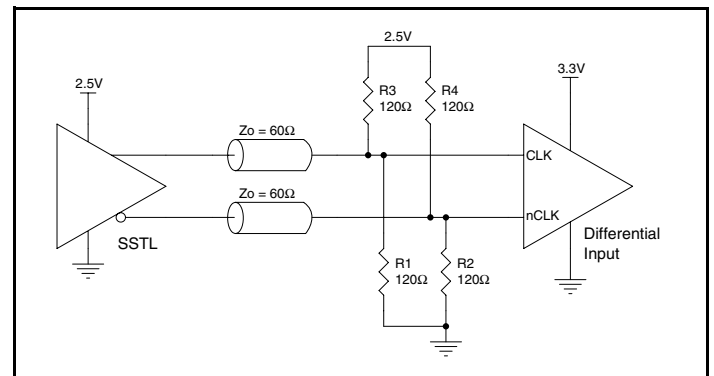 2.5V
2.5V
3.3V
R3
120Ω
R4
120Ω
Zo = 60Ω
Zo = 60Ω
CLK
nCLK
SSTL
Differential
Input
R1
120Ω
R2
120Ω